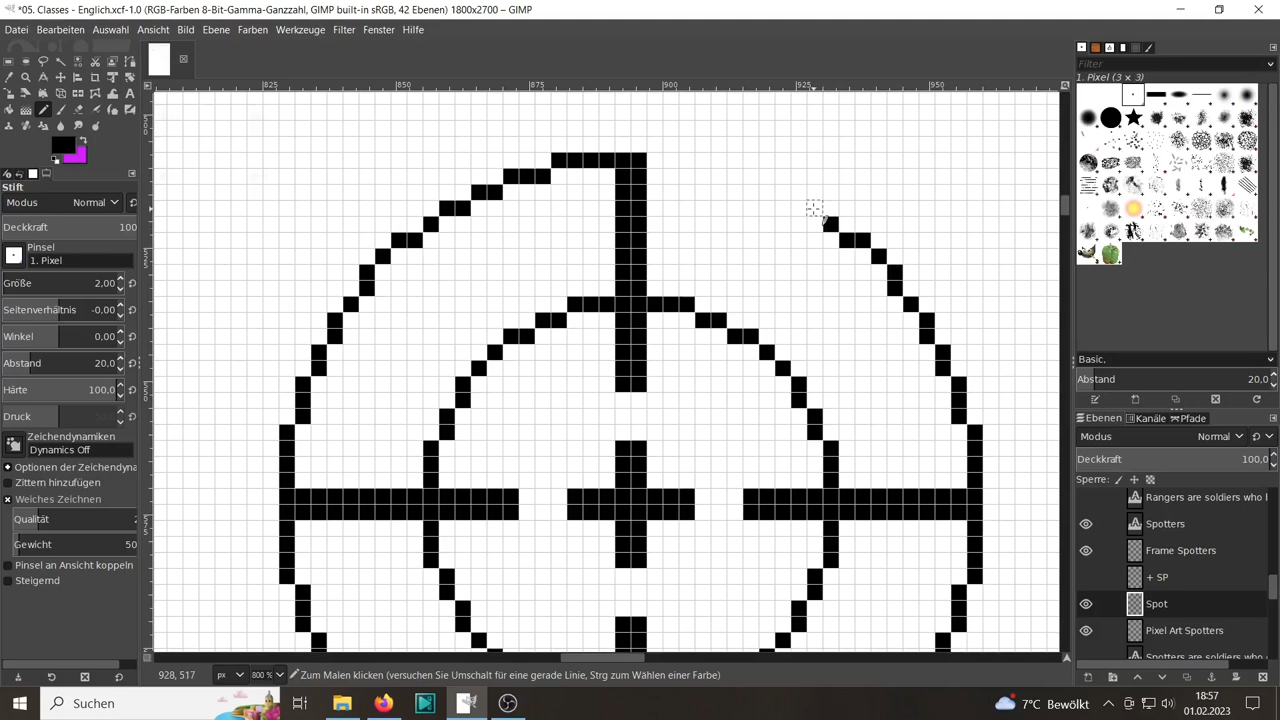 *05. Classes - Englich.xcf-1.0 (RGB-Farben 8-Bit-Gamma-Ganzzahl, GIMP built-in sRGB, 42 Ebenen) 1800x2700 – GIMP
Datei Bearbeiten Auswahl Ansicht Bild Ebene Farben Werkzeuge Filter Fenster Hilfe
Filter
1. Pixel (3 × 3)
825 850 875 900 925 950
Stift
Modus Normal
Deckkraft 100
Pinsel
1. Pixel
Größe 2,00
Seitenverhältnis -0,00
Winkel 0,00
Abstand 20,0
Härte 100,0
Druck
Zeichendynamiken
Dynamics Off
Optionen der Zeichendyna
Zittern hinzufügen
Weiches Zeichnen
Qualität 2
Gewicht 50
Pinsel an Ansicht koppeln
Steigernd
Basic,
Abstand 20,0
Ebenen Kanäle Pfade
Modus Normal
Deckkraft 100,0
Sperre:
Rangers are soldiers who
Spotters
Frame Spotters
+ SP
Spot
Pixel Art Spotters
Spotters are soldiers who
928, 517 px 800 % Zum Malen klicken (versuchen Sie Umschalt für eine gerade Linie, Strg zum Wählen einer Farbe)
Suchen
7°C Bewölkt
18:57
01.02.2023